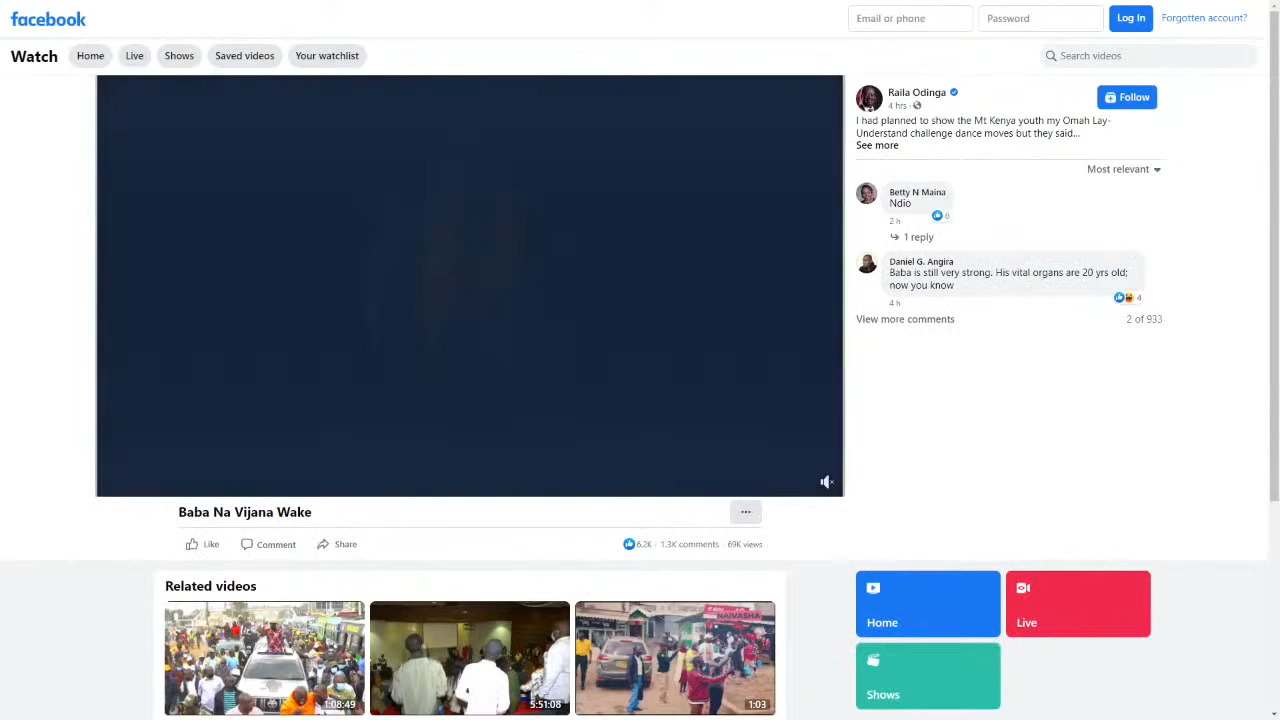 facebook
Email or phone
Password
Log In
Forgotten account?
Watch
Home
Live
Shows
Saved videos
Your watchlist
Search videos
Raila Odinga
4 hrs ·
Follow
I had planned to show the Mt Kenya youth my Omah Lay-
Understand challenge dance moves but they said...
See more
Most relevant
Betty N Maina
Ndio
6
2 h
1 reply
Daniel G. Angira
Baba is still very strong. His vital organs are 20 yrs old;
now you know
4
4 h
View more comments
2 of 933
Baba Na Vijana Wake
Like
Comment
Share
6.2K · 1.3K comments · 69K views
Related videos
1:08:49
5:51:08
NAIVASHA
1:03
Home
Live
Shows